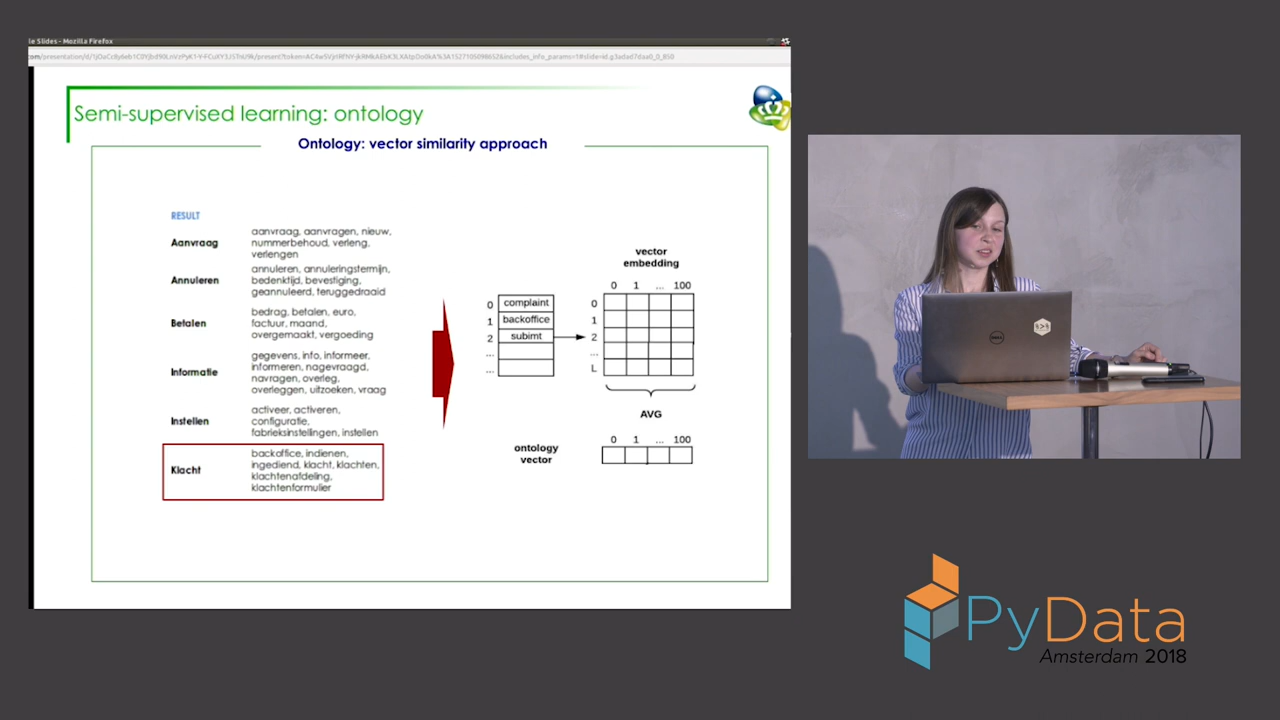 le Slides - Mozilla Firefox
Semi-supervised learning: ontology
Ontology: vector similarity approach
RESULT
Aanvraag
aanvraag, aanvragen, nieuw,
nummerbehoud, verleng,
verlengen
Annuleren
annuleren, annuleringstermijn,
bedenktijd, bevestiging,
geannuleerd, teruggedraaid
Betalen
bedrag, betalen, euro,
factuur, maand,
overgemaakt, vergoeding
Informatie
gegevens, info, informeer,
informeren, nagevraagd,
navragen, overleg,
overleggen, uitzoeken, vraag
Instellen
activeer, activeren,
configuratie,
fabrieksinstellingen, instellen
Klacht
backoffice, indienen,
ingediend, klacht, klachten,
klachtenafdeling,
klachtenformulier
0 complaint
1 backoffice
2 subimt
...
...
vector
embedding
0 1 ... 100
0
1
2
...
L
AVG
ontology
vector
0 1 ... 100
DELL
PyData
Amsterdam 2018